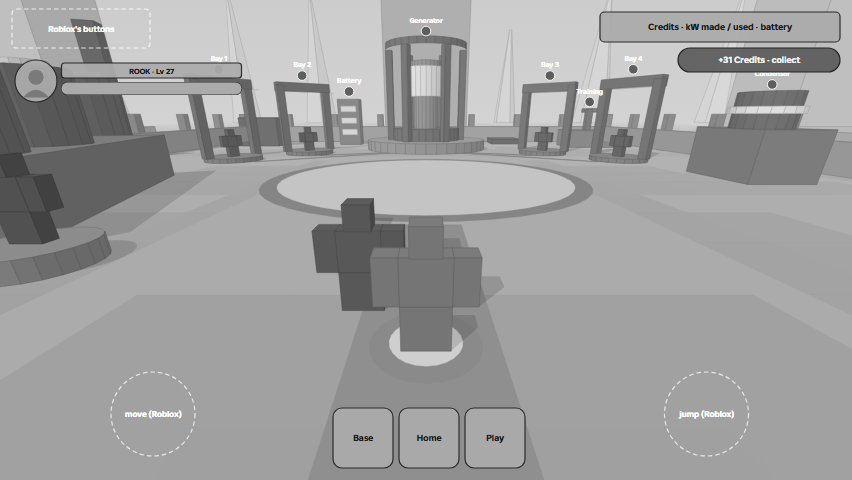 Roblox's buttons
Generator
Credits · kW made / used · battery
ROOK · Lv 27
Bay 1
Bay 2
Battery
Bay 3
Bay 4
+31 Credits · collect
Training
move (Roblox)
jump (Roblox)
Base
Home
Play